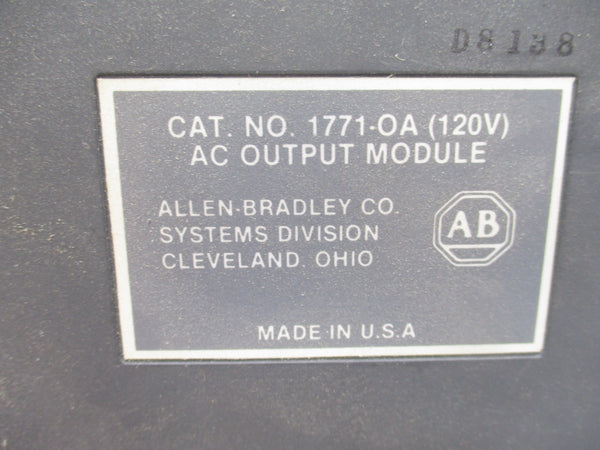 D8138
CAT. NO. 1771-OA (120V)
AC OUTPUT MODULE
ALLEN-BRADLEY CO.
SYSTEMS DIVISION
CLEVELAND, OHIO
AB
MADE IN U.S.A